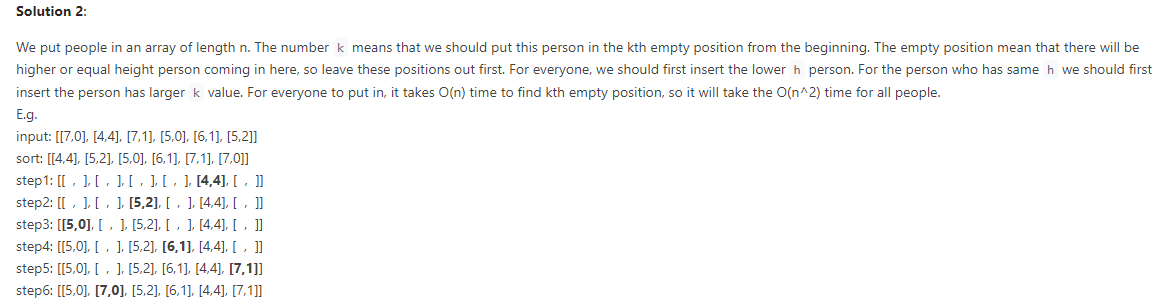 Solution 2:
We put people in an array of length n. The number k means that we should put this person in the kth empty position from the beginning. The empty position mean that there will be
higher or equal height person coming in here, so leave these positions out first. For everyone, we should first insert the lower h person. For the person who has same h we should first
insert the person has larger k value. For everyone to put in, it takes O(n) time to find kth empty position, so it will take the O(n^2) time for all people.
E.g.
input: [[7,0], [4,4], [7,1], [5,0], [6,1], [5,2]]
sort: [[4,4], [5,2], [5,0], [6,1], [7,1], [7,0]]
step1: [[ , ], [ , ], [ , ], [ , ], [4,4], [ , ]]
step2: [[ , ], [ , ], [5,2], [ , ], [4,4], [ , ]]
step3: [[5,0], [ , ], [5,2], [ , ], [4,4], [ , ]]
step4: [[5,0], [ , ], [5,2], [6,1], [4,4], [ , ]]
step5: [[5,0], [ , ], [5,2], [6,1], [4,4], [7,1]]
step6: [[5,0], [7,0], [5,2], [6,1], [4,4], [7,1]]